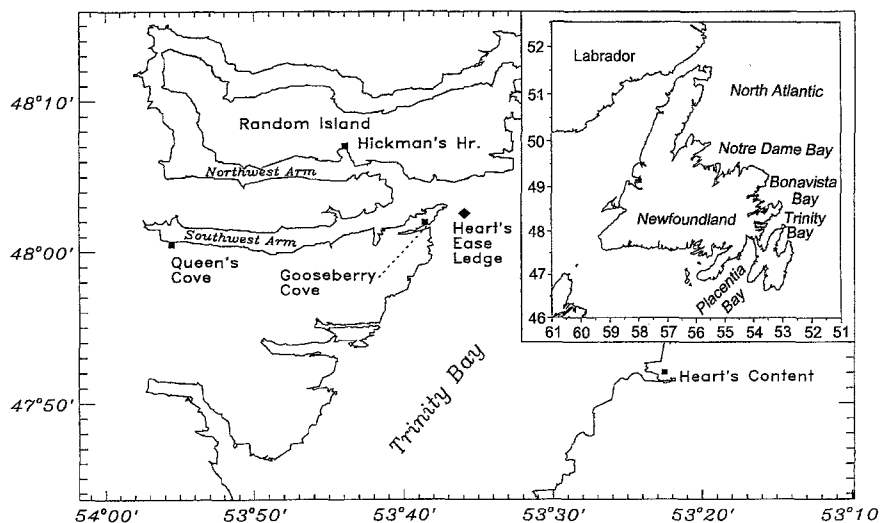 48°10'
48°00'
47°50'
54°00'
53°50'
53°40'
53°30'
53°20'
53°10'
Random Island
Hickman's Hr.
Northwest Arm
Southwest Arm
Queen's
Cove
Gooseberry
Cove
Heart's
Ease
Ledge
Trinity Bay
Heart's Content
52
51
50
49
48
47
46
61
60
59
58
57
56
55
54
53
52
51
Labrador
North Atlantic
Notre Dame Bay
Bonavista
Bay
Trinity
Bay
Newfoundland
Placentia
Bay